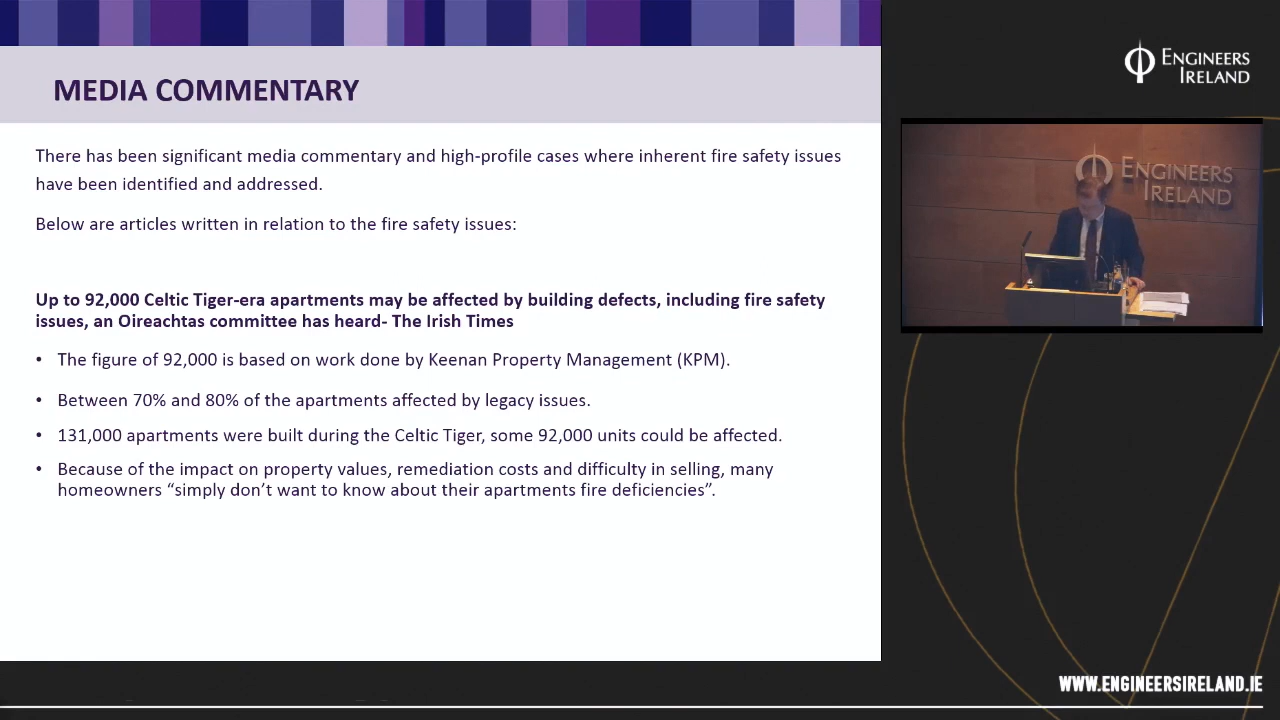 MEDIA COMMENTARY
There has been significant media commentary and high-profile cases where inherent fire safety issues
have been identified and addressed.
Below are articles written in relation to the fire safety issues:
Up to 92,000 Celtic Tiger-era apartments may be affected by building defects, including fire safety
issues, an Oireachtas committee has heard- The Irish Times
• The figure of 92,000 is based on work done by Keenan Property Management (KPM).
• Between 70% and 80% of the apartments affected by legacy issues.
• 131,000 apartments were built during the Celtic Tiger, some 92,000 units could be affected.
• Because of the impact on property values, remediation costs and difficulty in selling, many
homeowners “simply don’t want to know about their apartments fire deficiencies”.
ENGINEERS
IRELAND
ENGINEERS
IRELAND
WWW.ENGINEERSIRELAND.IE